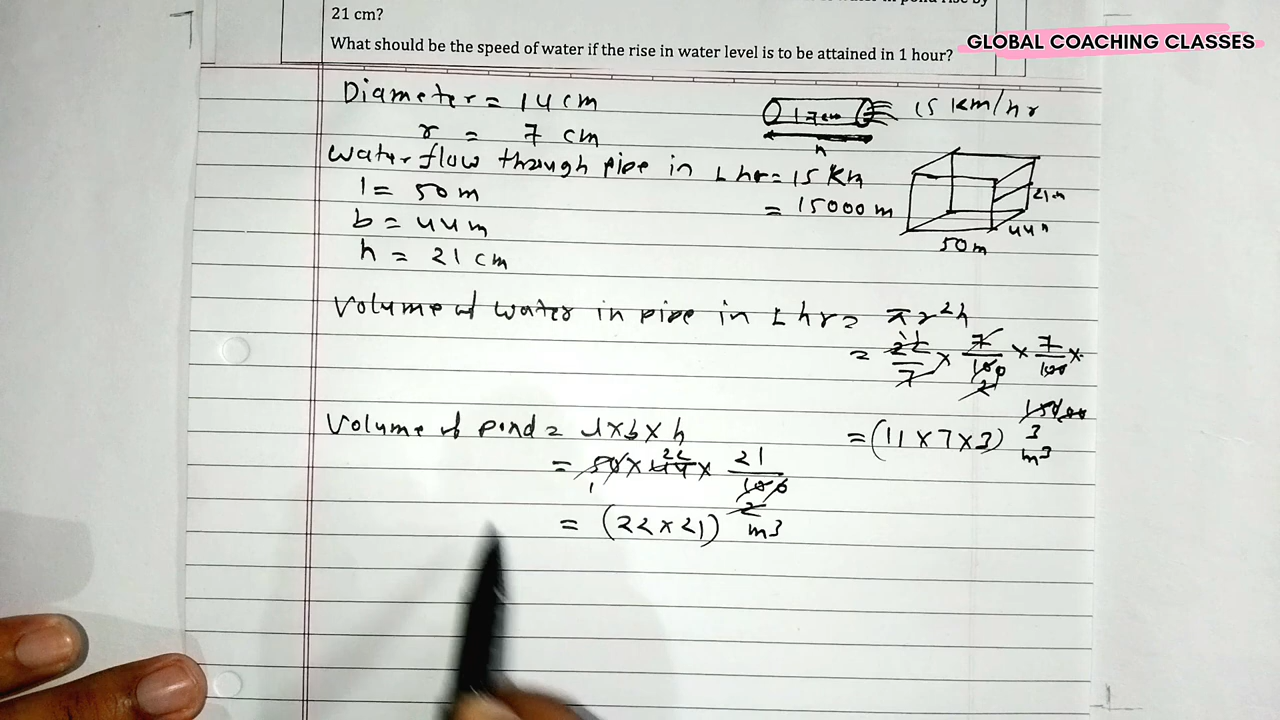 21 cm?
What should be the speed of water if the rise in water level is to be attained in 1 hour?
GLOBAL COACHING CLASSES
Diameter = 14 cm
r = 7 cm
15 km/hr
h
Water flow through pipe in 1 hr = 15 Km
= 15000 m
l = 50 m
b = 44 m
h = 21 cm
50 m
Volume of water in pipe in 1 hr = πr²h
= 22/7 × 7/100 × 7/100 × 15000
= (11 × 7 × 3) m3
Volume of pond = l × b × h
= 50 × 44 × 21/100
= (22 × 21) m3